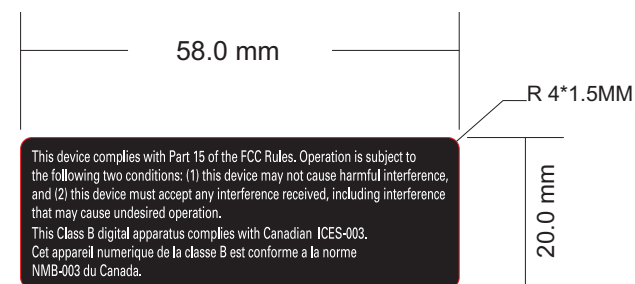 58.0 mm
R 4*1.5MM
This device complies with Part 15 of the FCC Rules. Operation is subject to
the following two conditions: (1) this device may not cause harmful interference,
and (2) this device must accept any interference received, including interference
that may cause undesired operation.
This Class B digital apparatus complies with Canadian ICES-003.
Cet appareil numerique de la classe B est conforme a la norme
NMB-003 du Canada.
20.0 mm